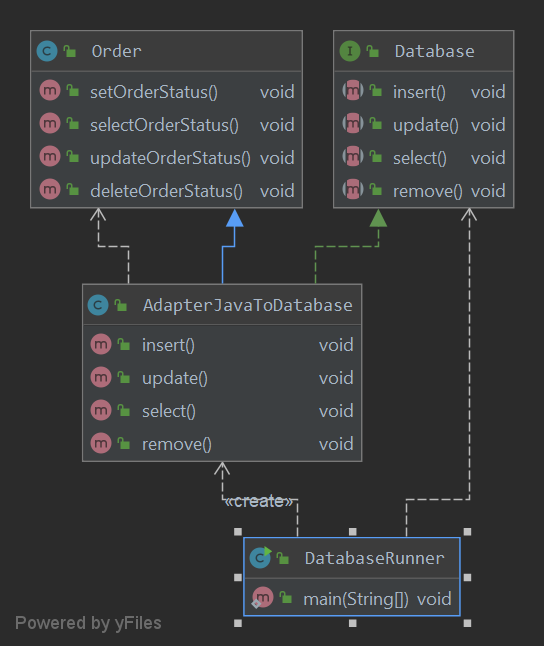 Order
setOrderStatus() void
selectOrderStatus() void
updateOrderStatus() void
deleteOrderStatus() void
Database
insert() void
update() void
select() void
remove() void
AdapterJavaToDatabase
insert() void
update() void
select() void
remove() void
«create»
DatabaseRunner
main(String[]) void
Powered by yFiles